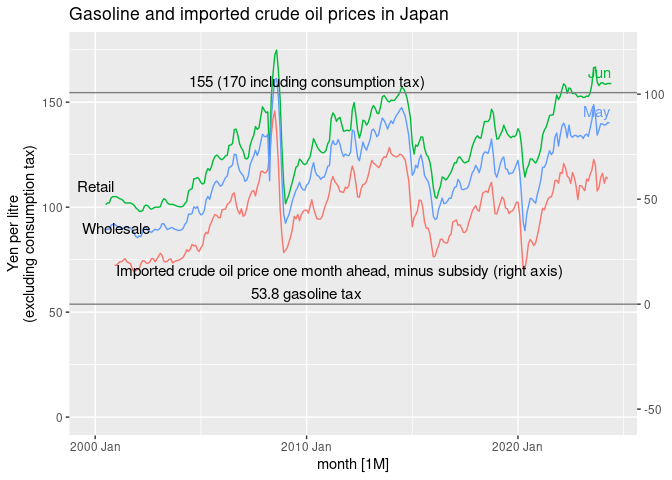 Gasoline and imported crude oil prices in Japan
Jun
155 (170 including consumption tax)
100
150
May
Retail
100
50
Wholesale
Imported crude oil price one month ahead, minus subsidy (right axis)
53.8 gasoline tax
50
0
0
-50
2000 Jan
2010 Jan
2020 Jan
month [1M]
Yen per litre
(excluding consumption tax)